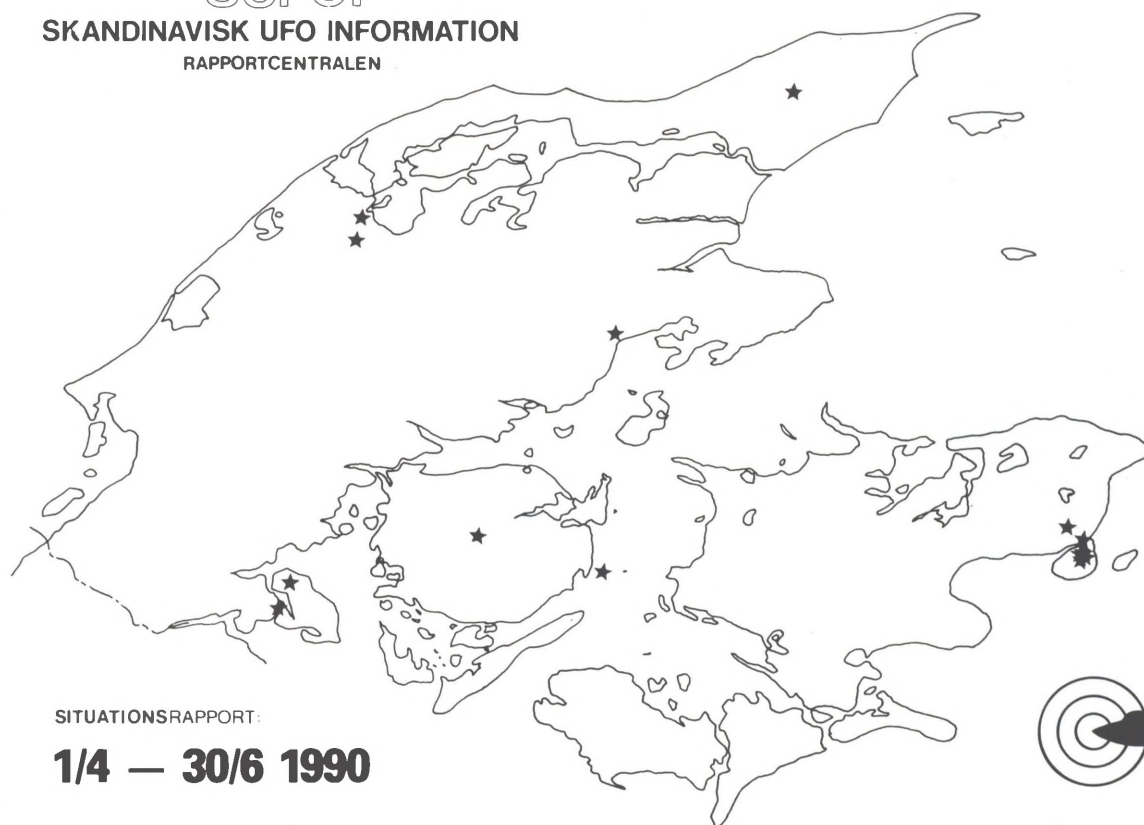 SKANDINAVISK UFO INFORMATION
RAPPORTCENTRALEN
SITUATIONSRAPPORT:
1/4 — 30/6 1990